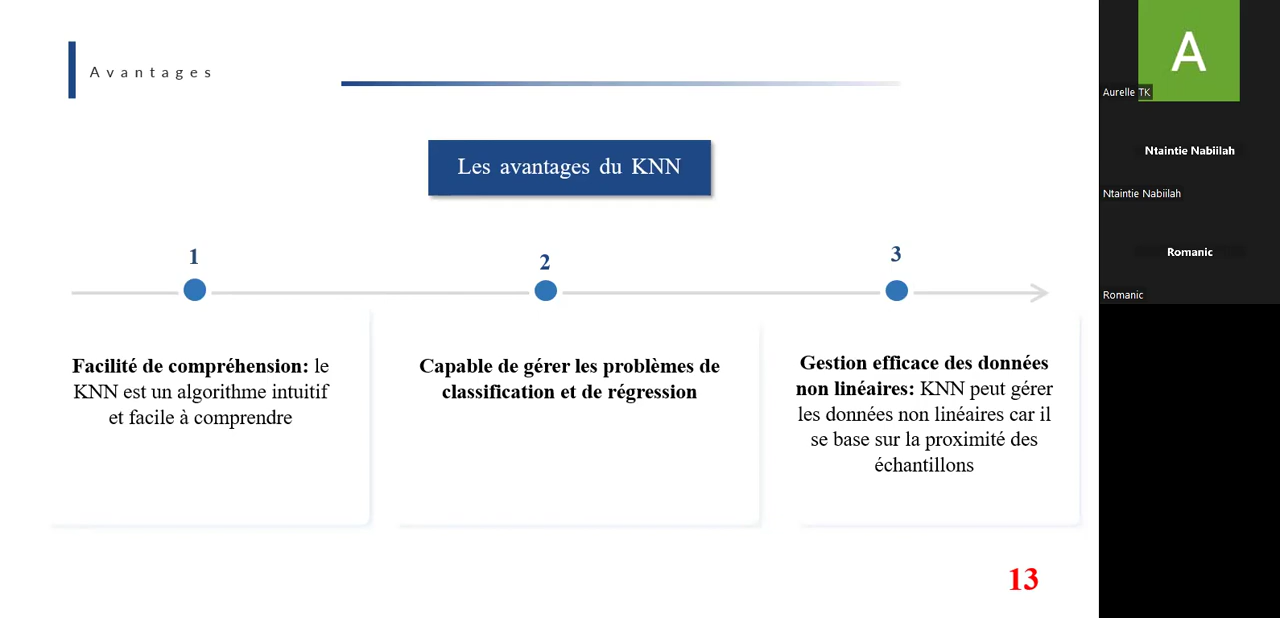 Avantages
Les avantages du KNN
1
2
3
Facilité de compréhension: le
KNN est un algorithme intuitif
et facile à comprendre
Capable de gérer les problèmes de
classification et de régression
Gestion efficace des données
non linéaires: KNN peut gérer
les données non linéaires car il
se base sur la proximité des
échantillons
13
A
Aurelle TK
Ntaintie Nabiilah
Ntaintie Nabiilah
Romanic
Romanic